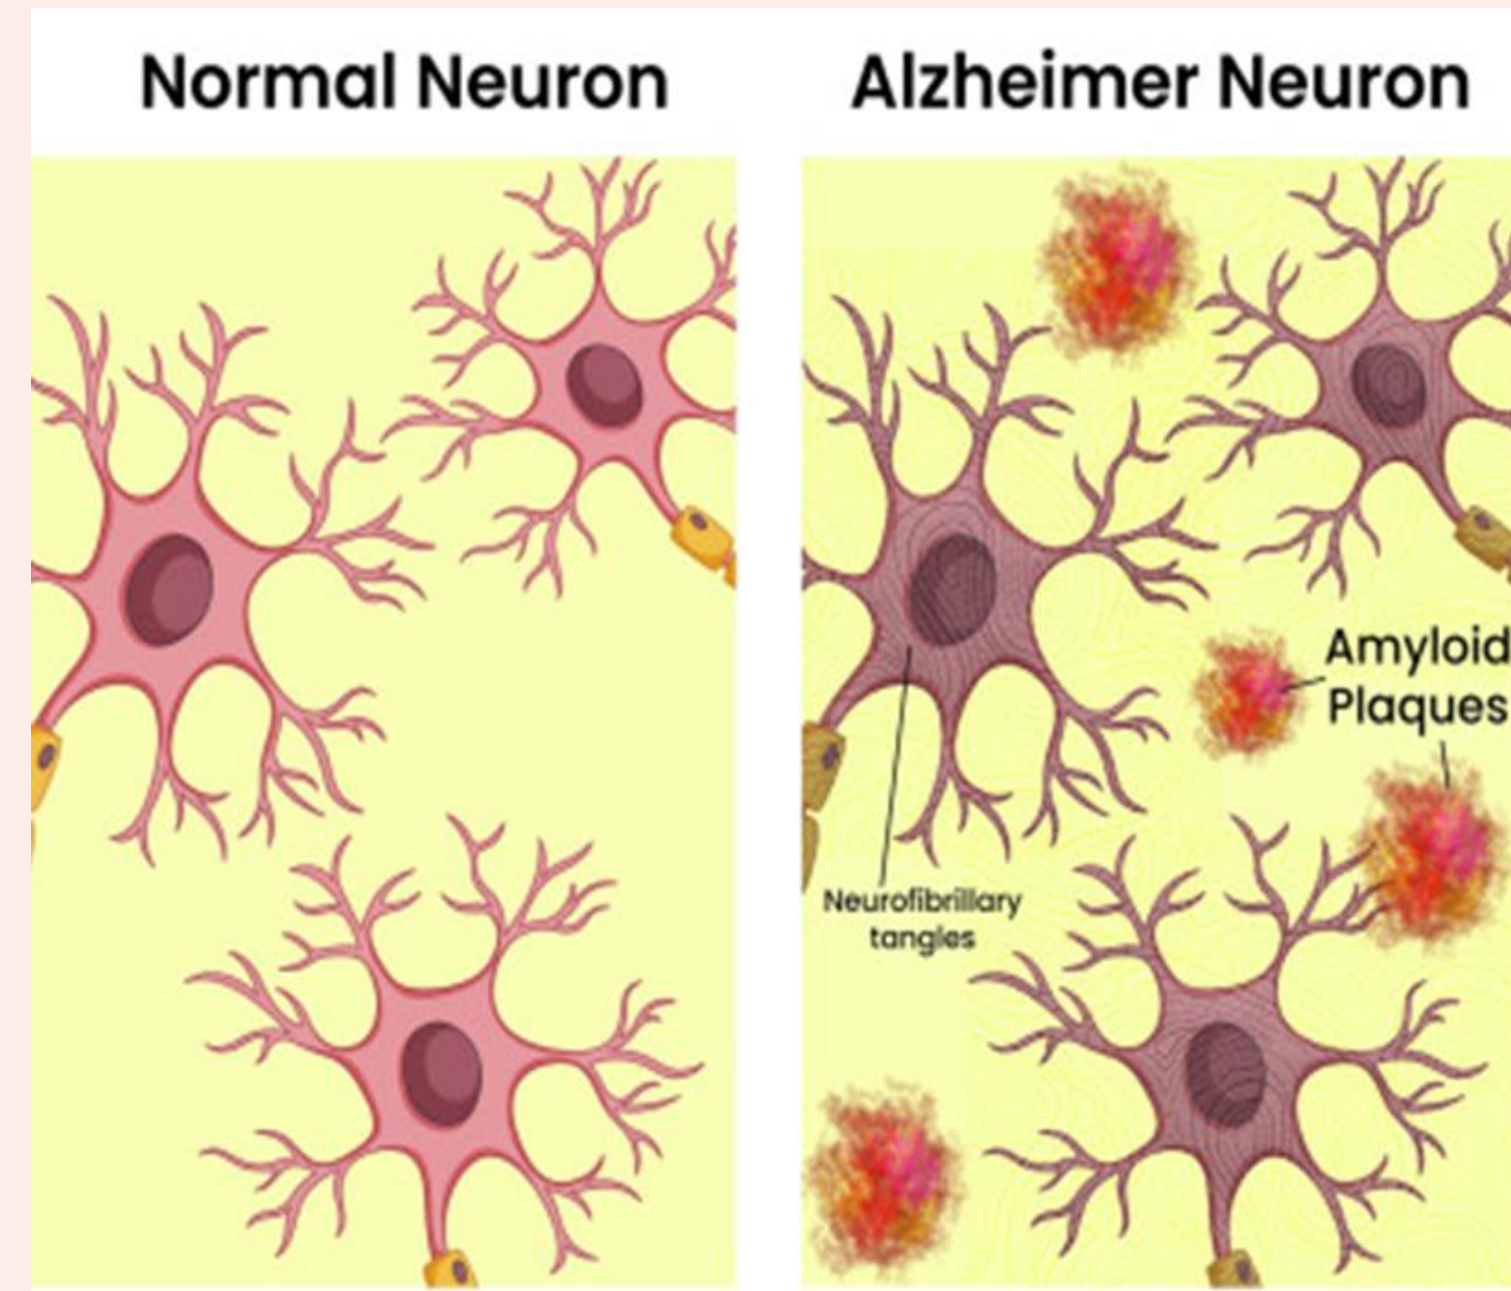 Normal Neuron
Alzheimer Neuron
Amyloid
Plaques
Neurofibrillary
tangles